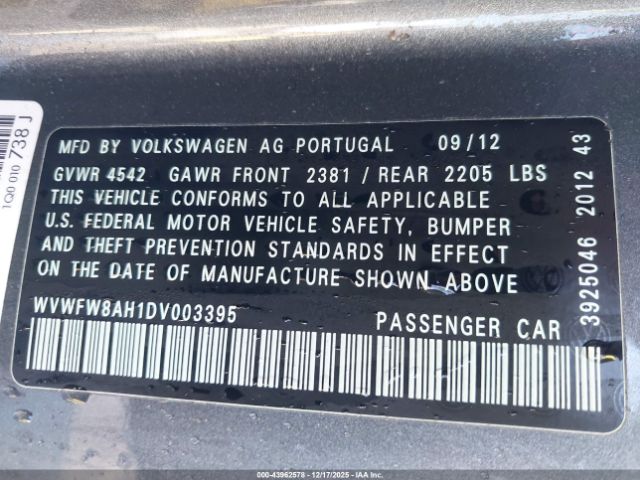 MFD BY VOLKSWAGEN AG PORTUGAL 09/12
GVWR 4542 GAWR FRONT 2381 / REAR 2205 LBS
THIS VEHICLE CONFORMS TO ALL APPLICABLE
U.S. FEDERAL MOTOR VEHICLE SAFETY, BUMPER
AND THEFT PREVENTION STANDARDS IN EFFECT
ON THE DATE OF MANUFACTURE SHOWN ABOVE
WVWFW8AH1DV003395 PASSENGER CAR
3925046 2012 43
1Q0 010 738 J
000-43962578 - 12/17/2025 - IAAI.COM